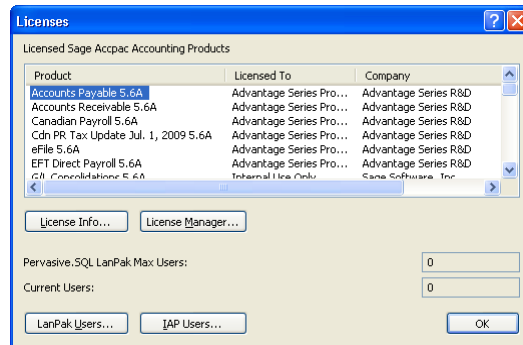 Licenses
Licensed Sage Accpac Accounting Products
Product Licensed To Company
Accounts Payable 5.6A Advantage Series Pro... Advantage Series R&D
Accounts Receivable 5.6A Advantage Series Pro... Advantage Series R&D
Canadian Payroll 5.6A Advantage Series Pro... Advantage Series R&D
Cdn PR Tax Update Jul. 1, 2009 5.6A Advantage Series Pro... Advantage Series R&D
eFile 5.6A Advantage Series Pro... Advantage Series R&D
EFT Direct Payroll 5.6A Advantage Series Pro... Advantage Series R&D
G/L Consolidations 5.6A Internal Use Only Sage Software, Inc.
License Info... License Manager...
Pervasive.SQL LanPak Max Users: 0
Current Users: 0
LanPak Users... IAP Users... OK